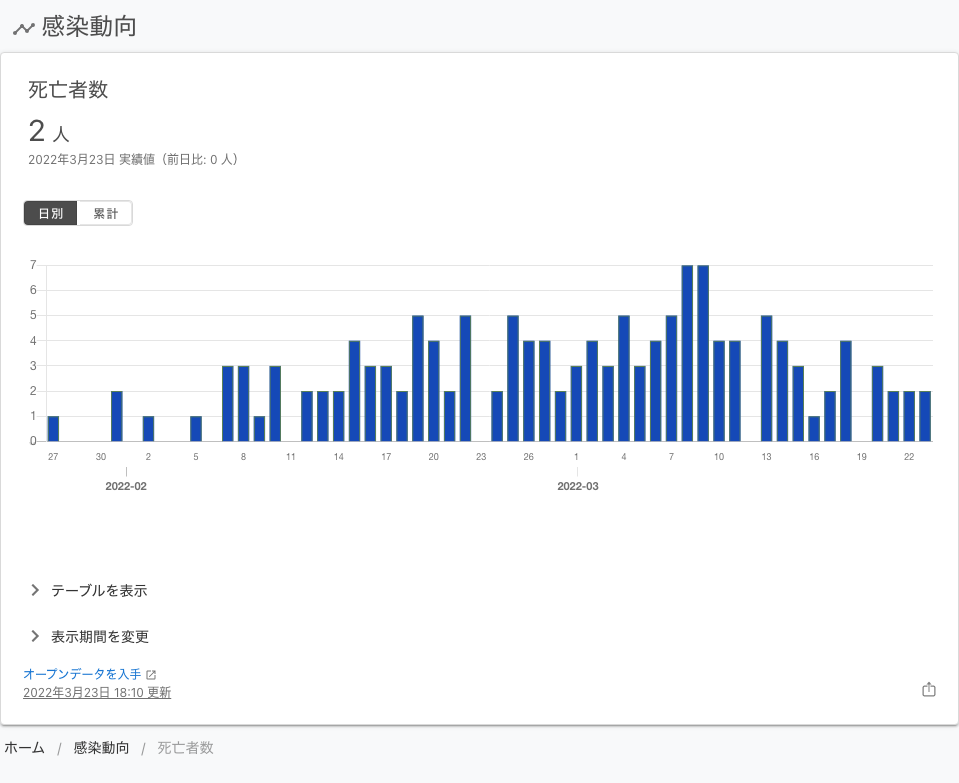 感染動向
死亡者数
2 人
2022年3月23日 実績値（前日比: 0 人）
日別 累計
7
6
5
4
3
2
1
0
27 30 2 5 8 11 14 17 20 23 26 1 4 7 10 13 16 19 22
2022-02 2022-03
テーブルを表示
表示期間を変更
オープンデータを入手
2022年3月23日 18:10 更新
ホーム / 感染動向 / 死亡者数